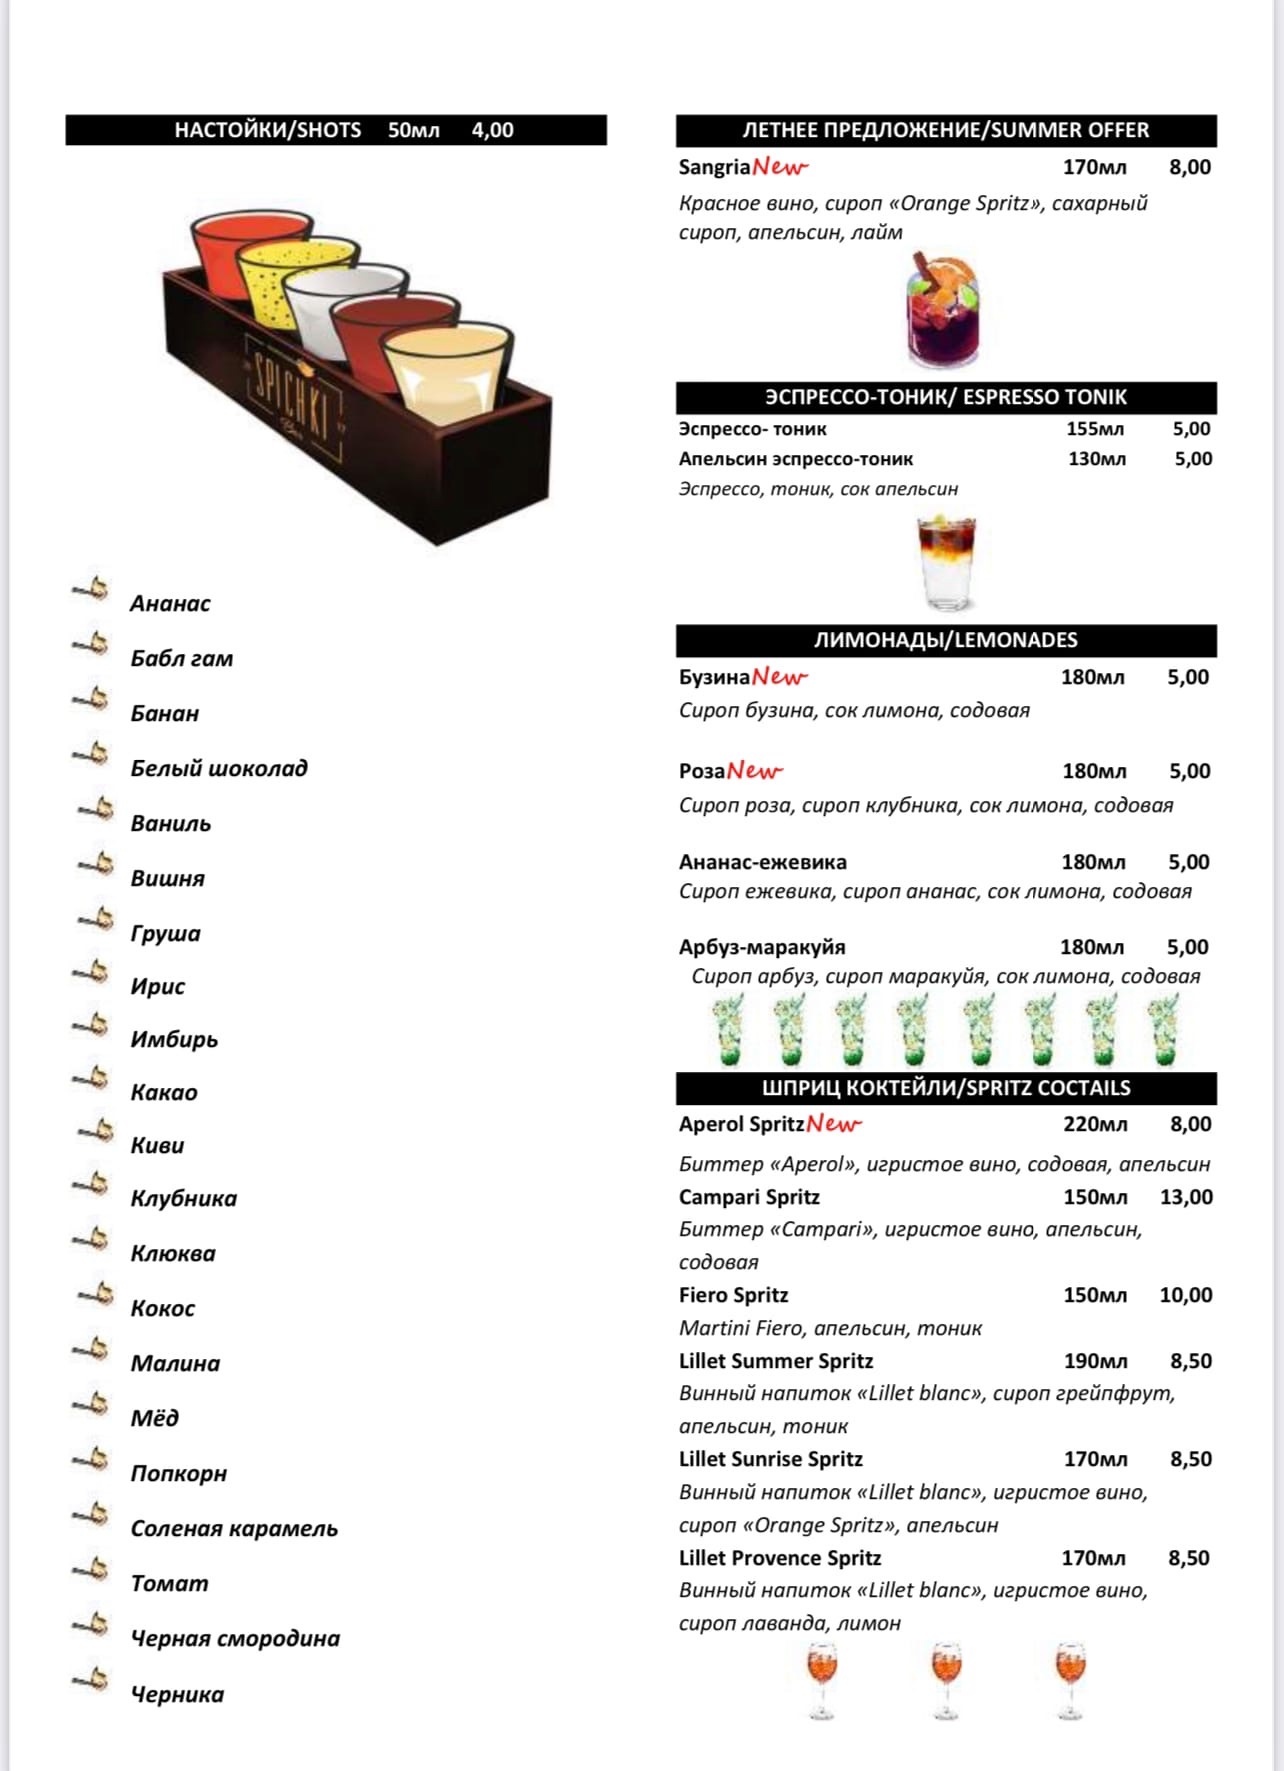 НАСТОЙКИ/SHOTS 50мл 4,00
SPICHKI
Bar
Ананас
Бабл гам
Банан
Белый шоколад
Ваниль
Вишня
Груша
Ирис
Имбирь
Какао
Киви
Клубника
Клюква
Кокос
Малина
Мёд
Попкорн
Соленая карамель
Томат
Черная смородина
Черника
ЛЕТНЕЕ ПРЕДЛОЖЕНИЕ/SUMMER OFFER
Sangria New 170мл 8,00
Красное вино, сироп «Orange Spritz», сахарный
сироп, апельсин, лайм
ЭСПРЕССО-ТОНИК/ ESPRESSO TONIK
Эспрессо- тоник 155мл 5,00
Апельсин эспрессо-тоник 130мл 5,00
Эспрессо, тоник, сок апельсин
ЛИМОНАДЫ/LEMONADES
Бузина New 180мл 5,00
Сироп бузина, сок лимона, содовая
Роза New 180мл 5,00
Сироп роза, сироп клубника, сок лимона, содовая
Ананас-ежевика 180мл 5,00
Сироп ежевика, сироп ананас, сок лимона, содовая
Арбуз-маракуйя 180мл 5,00
Сироп арбуз, сироп маракуйя, сок лимона, содовая
ШПРИЦ КОКТЕЙЛИ/SPRITZ COCTAILS
Aperol Spritz New 220мл 8,00
Биттер «Aperol», игристое вино, содовая, апельсин
Campari Spritz 150мл 13,00
Биттер «Campari», игристое вино, апельсин,
содовая
Fiero Spritz 150мл 10,00
Martini Fiero, апельсин, тоник
Lillet Summer Spritz 190мл 8,50
Винный напиток «Lillet blanc», сироп грейпфрут,
апельсин, тоник
Lillet Sunrise Spritz 170мл 8,50
Винный напиток «Lillet blanc», игристое вино,
сироп «Orange Spritz», апельсин
Lillet Provence Spritz 170мл 8,50
Винный напиток «Lillet blanc», игристое вино,
сироп лаванда, лимон